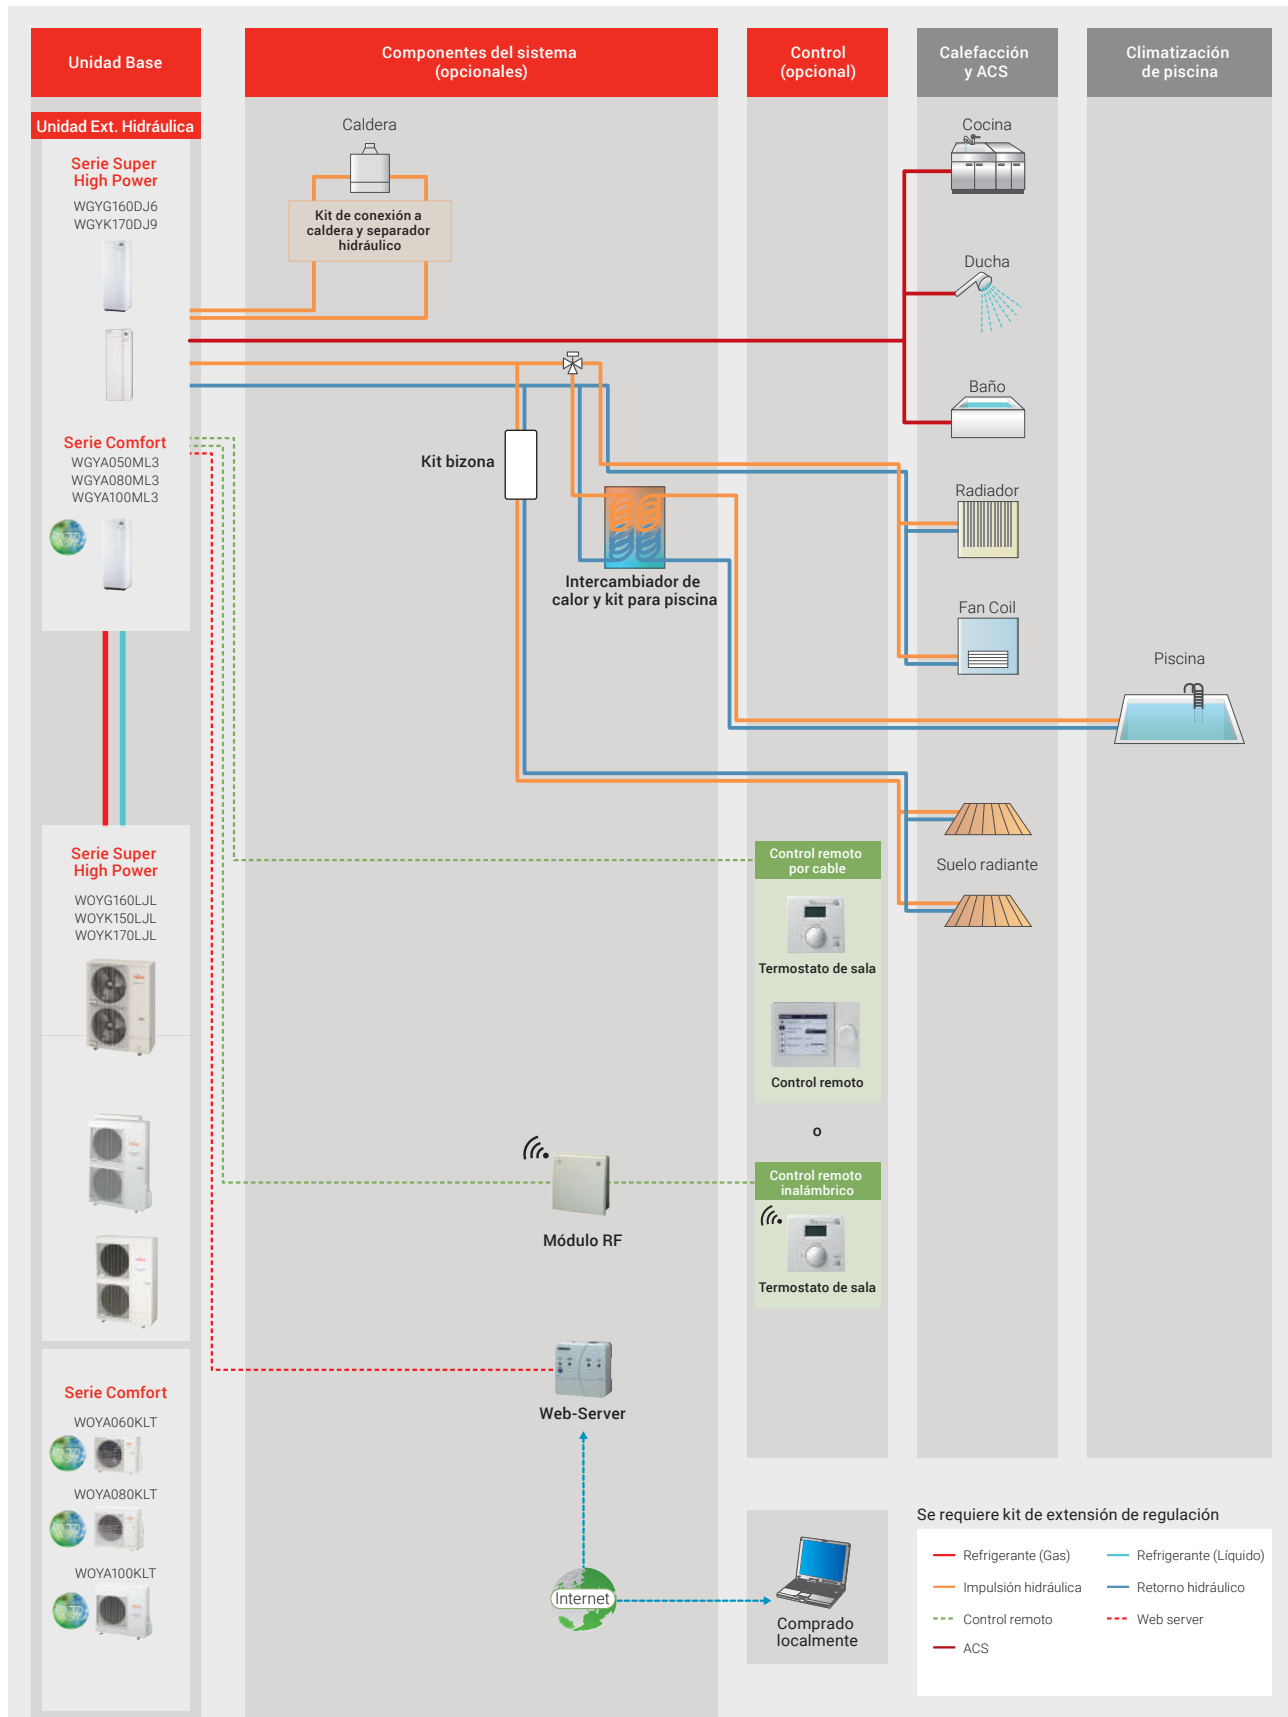 Unidad Base
Componentes del sistema
(opcionales)
Control
(opcional)
Calefacción
y ACS
Climatización
de piscina
Unidad Ext. Hidráulica
Serie Super
High Power
WGYG160DJ6
WGYK170DJ9
Serie Comfort
WGYA050ML3
WGYA080ML3
WGYA100ML3
Serie Super
High Power
WOYG160LJL
WOYK150LJL
WOYK170LJL
Serie Comfort
WOYA060KLT
WOYA080KLT
WOYA100KLT
Caldera
Kit de conexión a
caldera y separador
hidráulico
Kit bizona
Intercambiador de
calor y kit para piscina
Módulo RF
Web-Server
Internet
Control remoto
por cable
Termostato de sala
Control remoto
o
Control remoto
inalámbrico
Termostato de sala
Comprado
localmente
Cocina
Ducha
Baño
Radiador
Fan Coil
Suelo radiante
Piscina
Se requiere kit de extensión de regulación
Refrigerante (Gas)
Refrigerante (Líquido)
Impulsión hidráulica
Retorno hidráulico
Control remoto
Web server
ACS